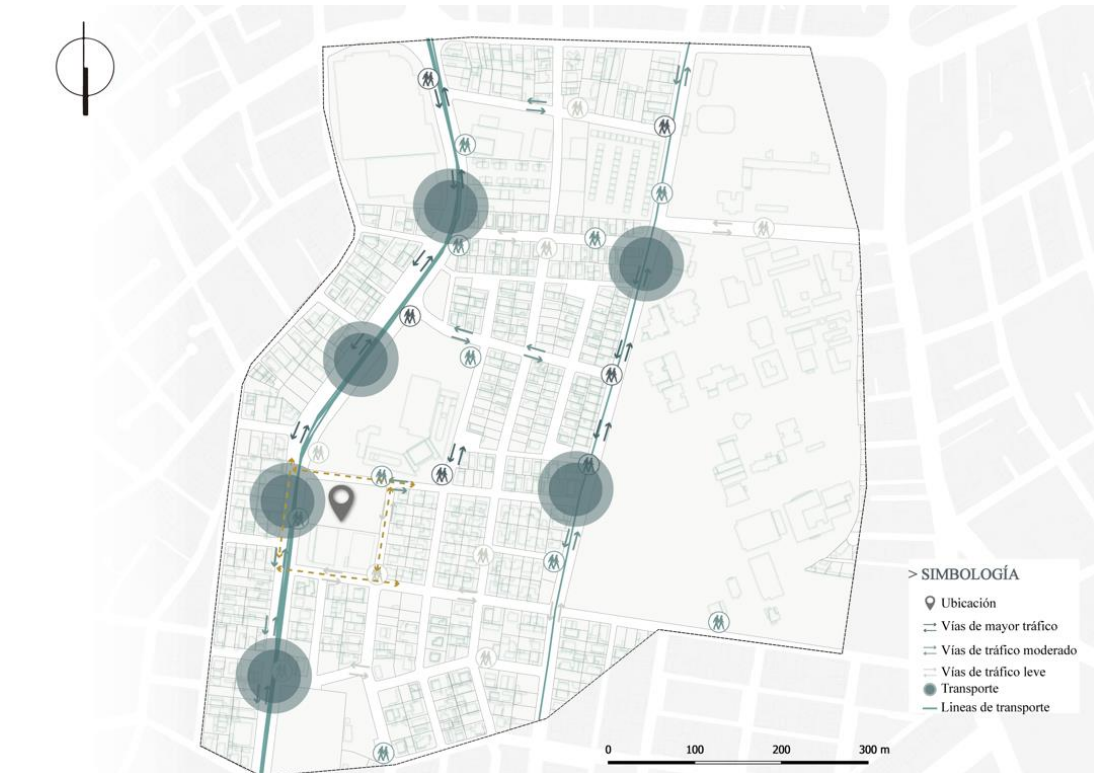 > SIMBOLOGÍA
Ubicación
Vías de mayor tráfico
Vías de tráfico moderado
Vías de tráfico leve
Transporte
Lineas de transporte
0 100 200 300 m